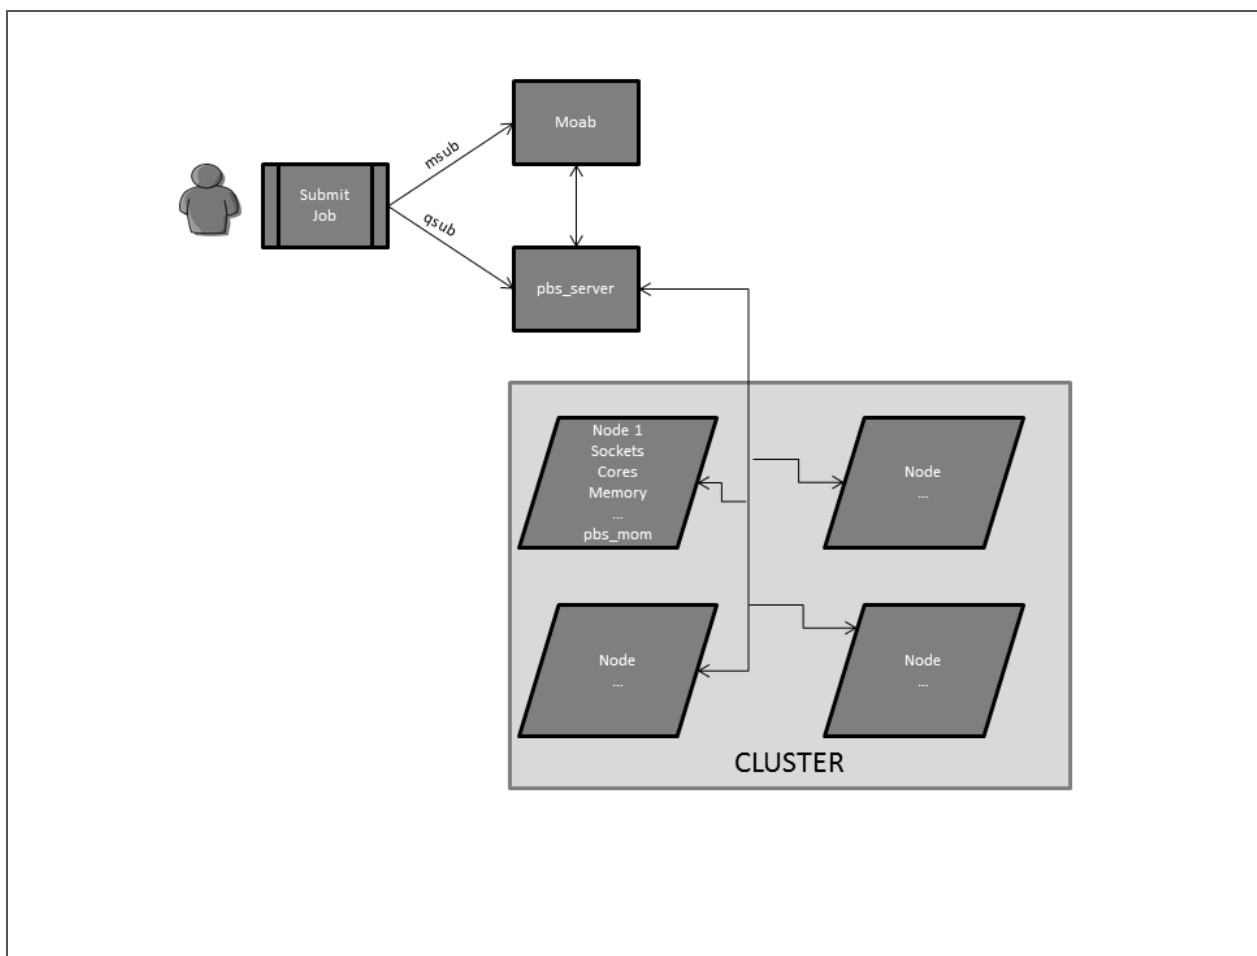 Moab
msub
Submit
Job
qsub
pbs_server
Node 1
Sockets
Cores
Memory
...
pbs_mom
Node
...
Node
...
Node
...
CLUSTER